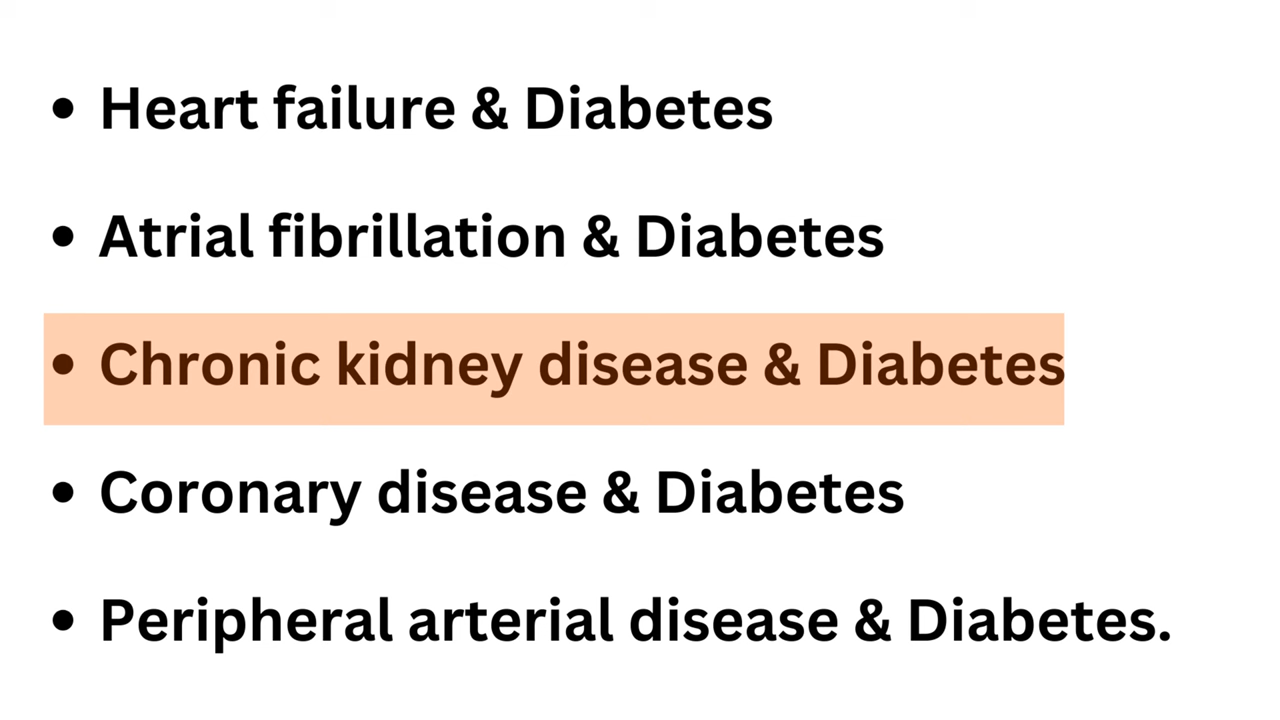 • Heart failure & Diabetes
• Atrial fibrillation & Diabetes
• Chronic kidney disease & Diabetes
• Coronary disease & Diabetes
• Peripheral arterial disease & Diabetes.